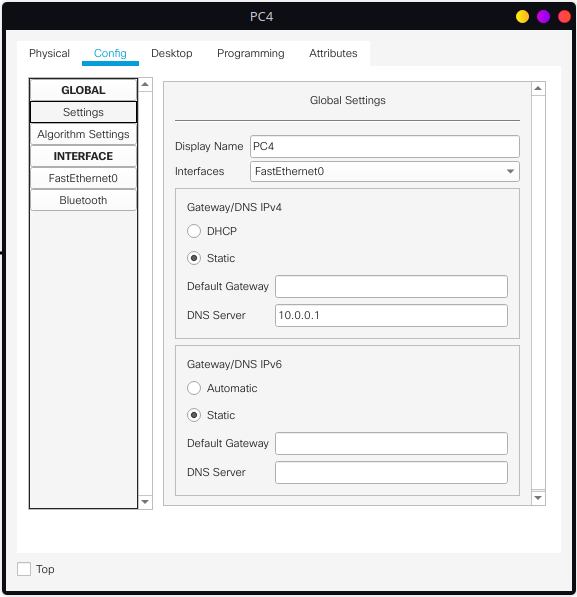 PC4
Physical Config Desktop Programming Attributes
GLOBAL
Settings
Algorithm Settings
INTERFACE
FastEthernet0
Bluetooth
Global Settings
Display Name PC4
Interfaces FastEthernet0
Gateway/DNS IPv4
DHCP
Static
Default Gateway
DNS Server 10.0.0.1
Gateway/DNS IPv6
Automatic
Static
Default Gateway
DNS Server
Top